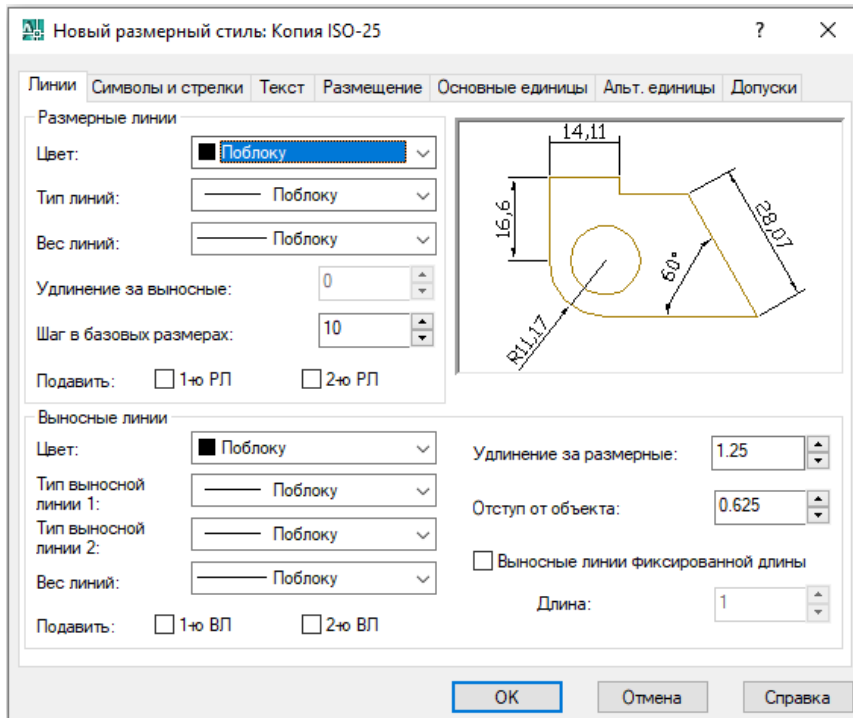 Новый размерный стиль: Копия ISO-25
? X
Линии Символы и стрелки Текст Размещение Основные единицы Альт. единицы Допуски
Размерные линии
Цвет: Поблоку
Тип линий: Поблоку
Вес линий: Поблоку
Удлинение за выносные: 0
Шаг в базовых размерах: 10
Подавить: 1-ю РЛ 2-ю РЛ
14,11
16,6
28,07
60°
R11,17
Выносные линии
Цвет: Поблоку
Тип выносной
линии 1: Поблоку
Тип выносной
линии 2: Поблоку
Вес линий: Поблоку
Подавить: 1-ю ВЛ 2-ю ВЛ
Удлинение за размерные: 1.25
Отступ от объекта: 0.625
Выносные линии фиксированной длины
Длина: 1
OK Отмена Справка